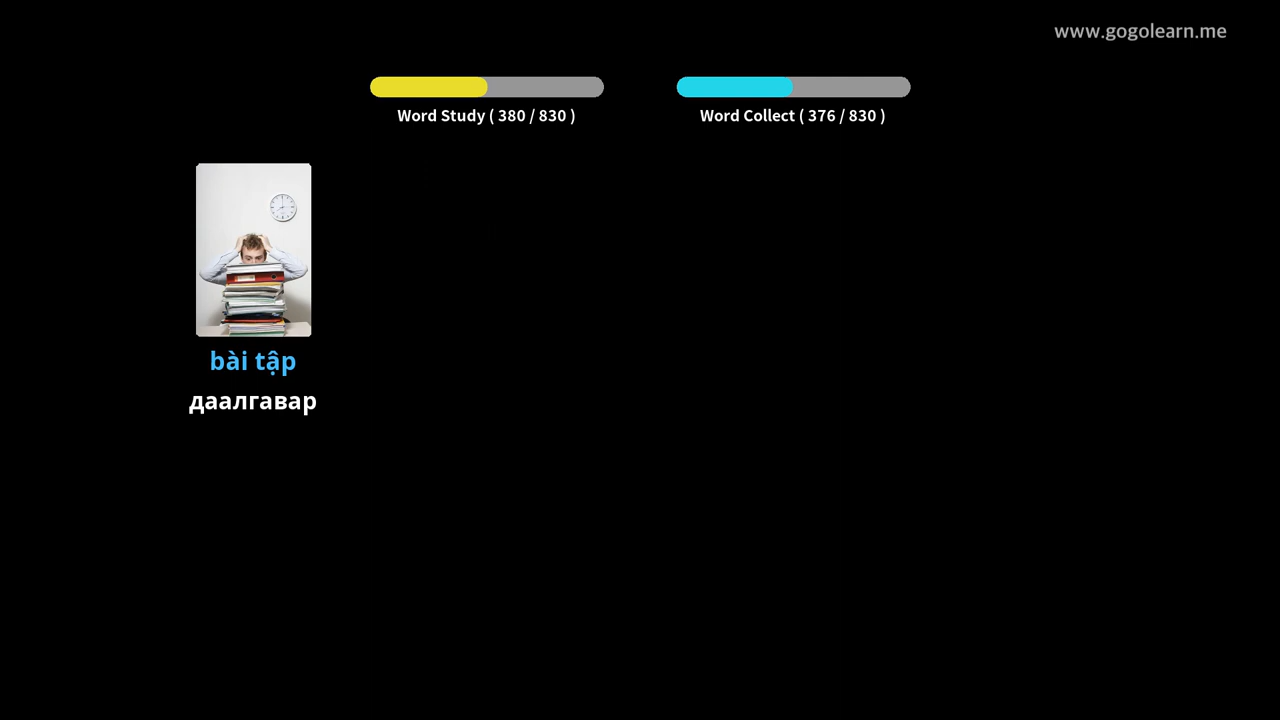 www.gogolearn.me
Word Study ( 380 / 830 )
Word Collect ( 376 / 830 )
bài tập
даалгавар